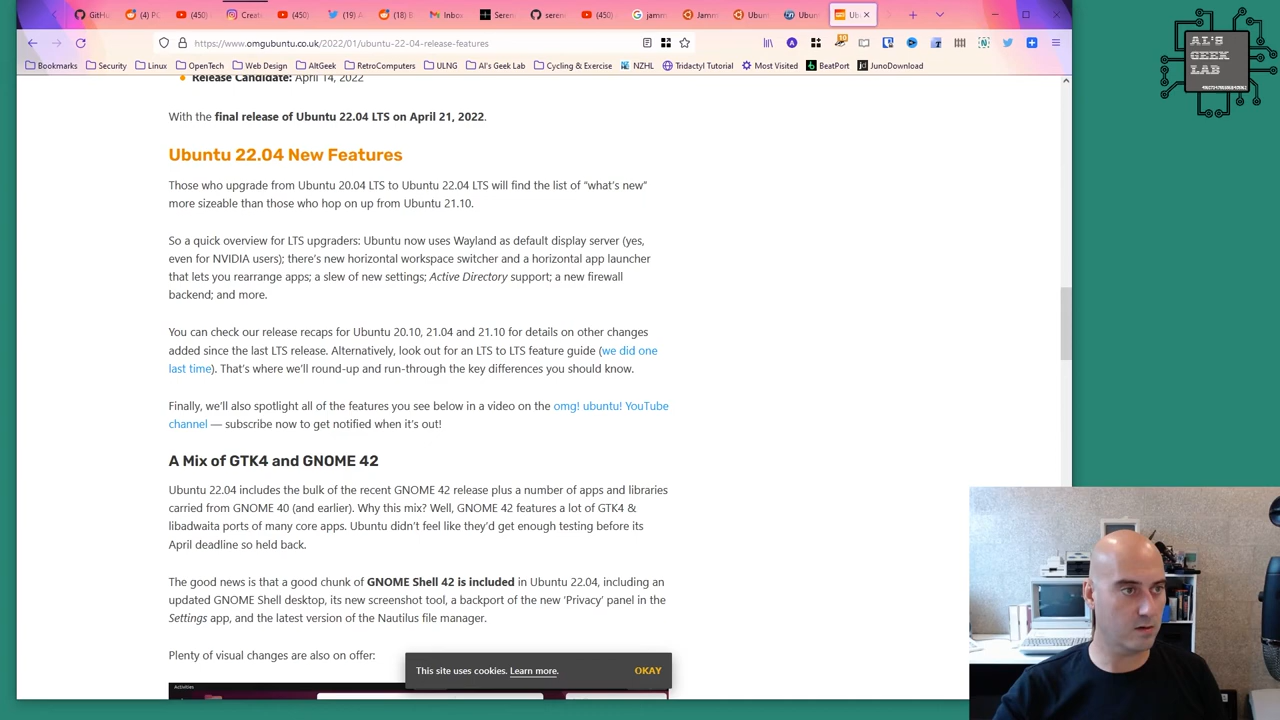 GitHu
(450)
Creati
(450)
(19) A
(18) B
Inbo
Seren
seren
(450)
jamm
Jamm
Ubun
Ubun
Ub
https://www.omgubuntu.co.uk/2022/01/ubuntu-22-04-release-features
Bookmarks
Security
Linux
OpenTech
Web Design
AltGeek
RetroComputers
ULNG
Al's Geek Lab
Cycling & Exercise
NZHL
Tridactyl Tutorial
Most Visited
BeatPort
JunoDownload
AL'S
GEEK
LAB
Release Candidate: April 14, 2022
With the final release of Ubuntu 22.04 LTS on April 21, 2022.
Ubuntu 22.04 New Features
Those who upgrade from Ubuntu 20.04 LTS to Ubuntu 22.04 LTS will find the list of “what’s new”
more sizeable than those who hop on up from Ubuntu 21.10.
So a quick overview for LTS upgraders: Ubuntu now uses Wayland as default display server (yes,
even for NVIDIA users); there’s new horizontal workspace switcher and a horizontal app launcher
that lets you rearrange apps; a slew of new settings; Active Directory support; a new firewall
backend; and more.
You can check our release recaps for Ubuntu 20.10, 21.04 and 21.10 for details on other changes
added since the last LTS release. Alternatively, look out for an LTS to LTS feature guide (we did one
last time). That’s where we’ll round-up and run-through the key differences you should know.
Finally, we’ll also spotlight all of the features you see below in a video on the omg! ubuntu! YouTube
channel — subscribe now to get notified when it’s out!
A Mix of GTK4 and GNOME 42
Ubuntu 22.04 includes the bulk of the recent GNOME 42 release plus a number of apps and libraries
carried from GNOME 40 (and earlier). Why this mix? Well, GNOME 42 features a lot of GTK4 &
libadwaita ports of many core apps. Ubuntu didn’t feel like they’d get enough testing before its
April deadline so held back.
The good news is that a good chunk of GNOME Shell 42 is included in Ubuntu 22.04, including an
updated GNOME Shell desktop, its new screenshot tool, a backport of the new ‘Privacy’ panel in the
Settings app, and the latest version of the Nautilus file manager.
Plenty of visual changes are also on offer:
This site uses cookies. Learn more.
OKAY
Activities